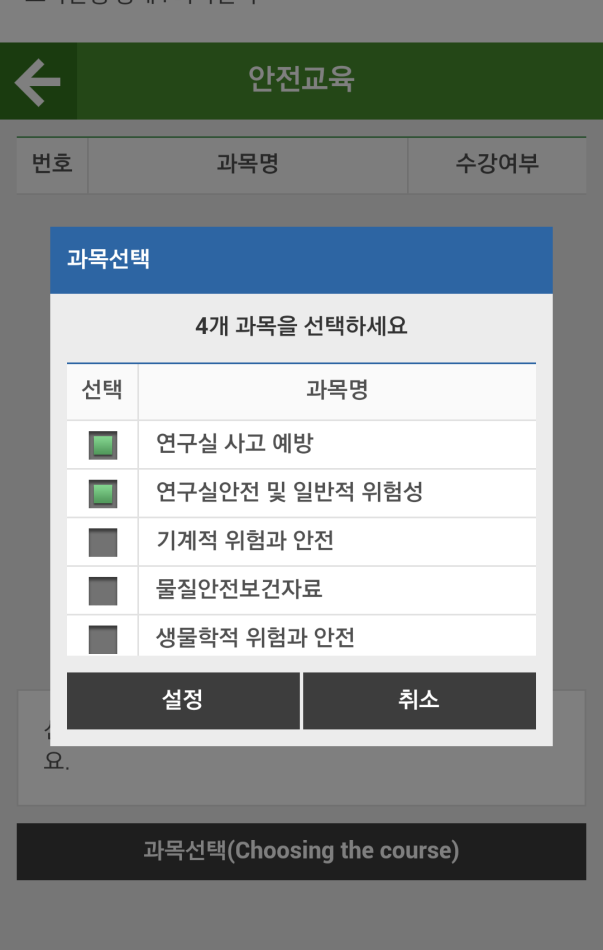 안전교육
번호 과목명 수강여부
과목선택
4개 과목을 선택하세요
선택 과목명
연구실 사고 예방
연구실안전 및 일반적 위험성
기계적 위험과 안전
물질안전보건자료
생물학적 위험과 안전
설정 취소
요.
과목선택(Choosing the course)